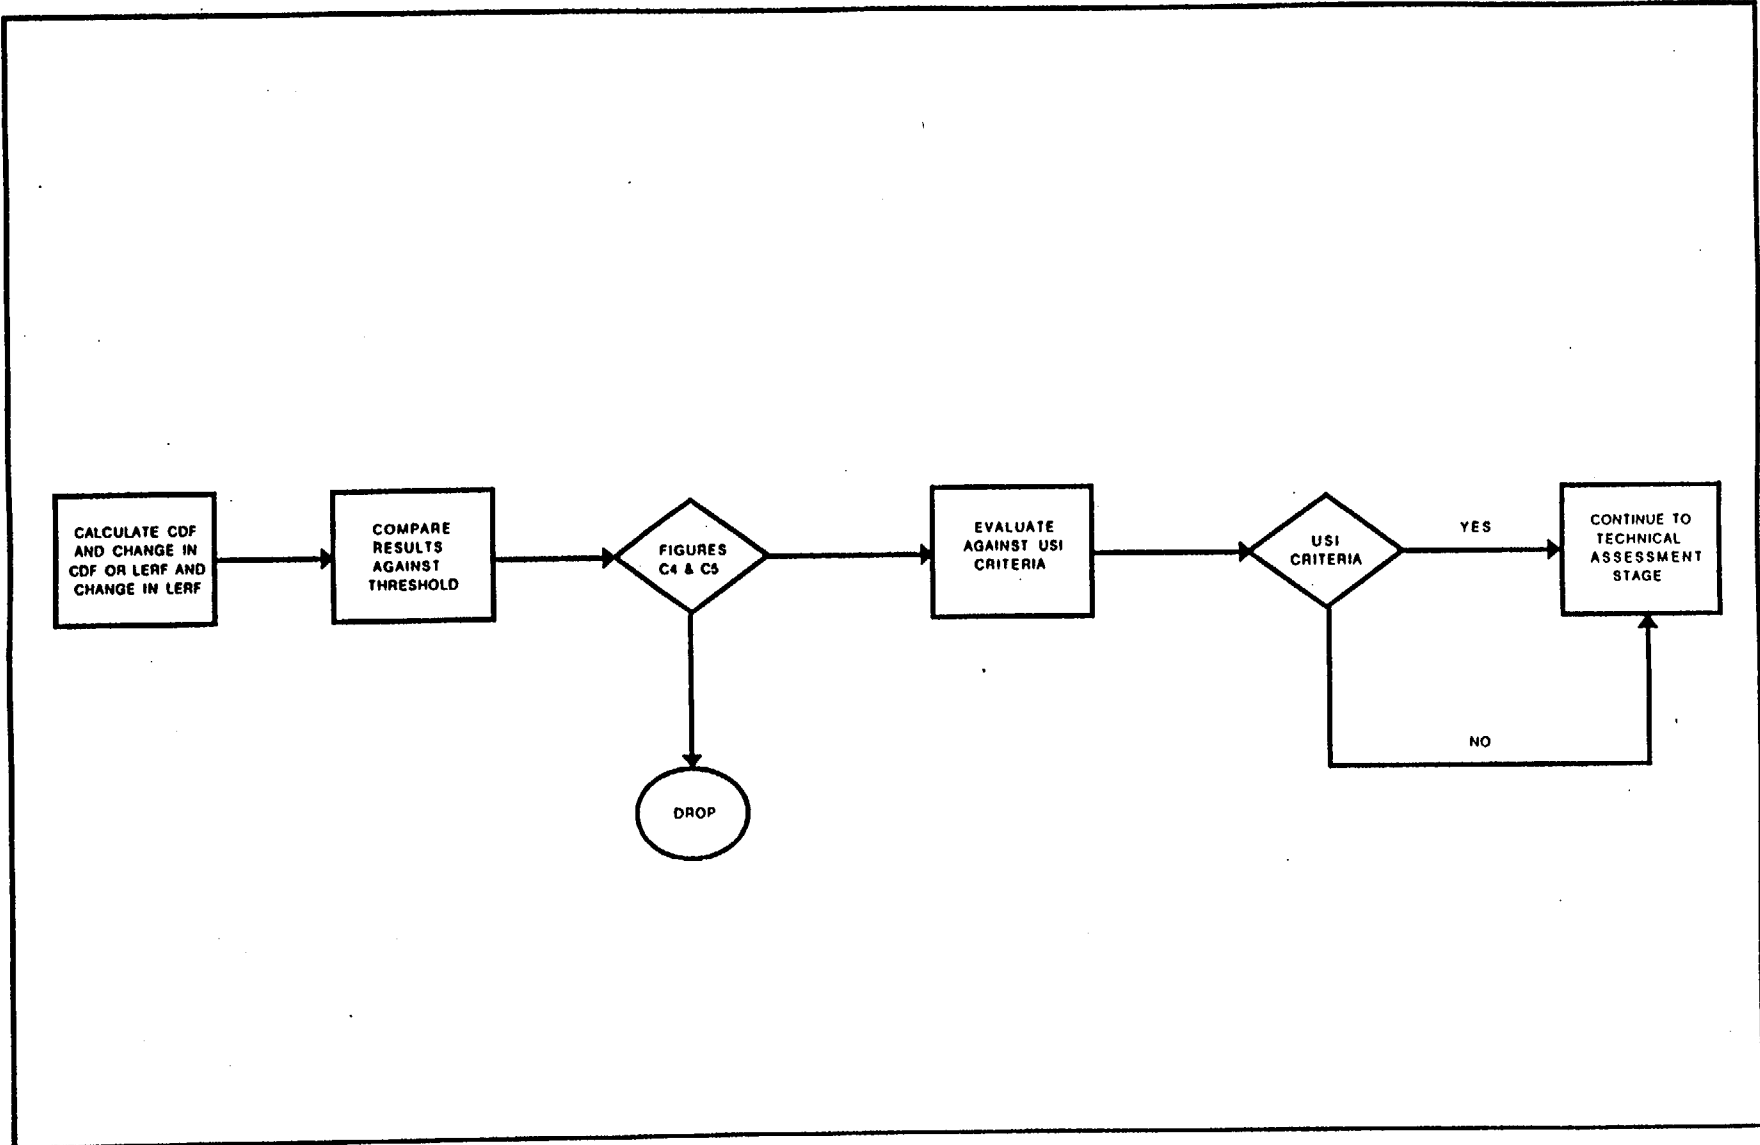 CALCULATE CDF
AND CHANGE IN
CDF OR LERF AND
CHANGE IN LERF
COMPARE
RESULTS
AGAINST
THRESHOLD
FIGURES
C4 & C5
DROP
EVALUATE
AGAINST USI
CRITERIA
USI
CRITERIA
YES
NO
CONTINUE TO
TECHNICAL
ASSESSMENT
STAGE